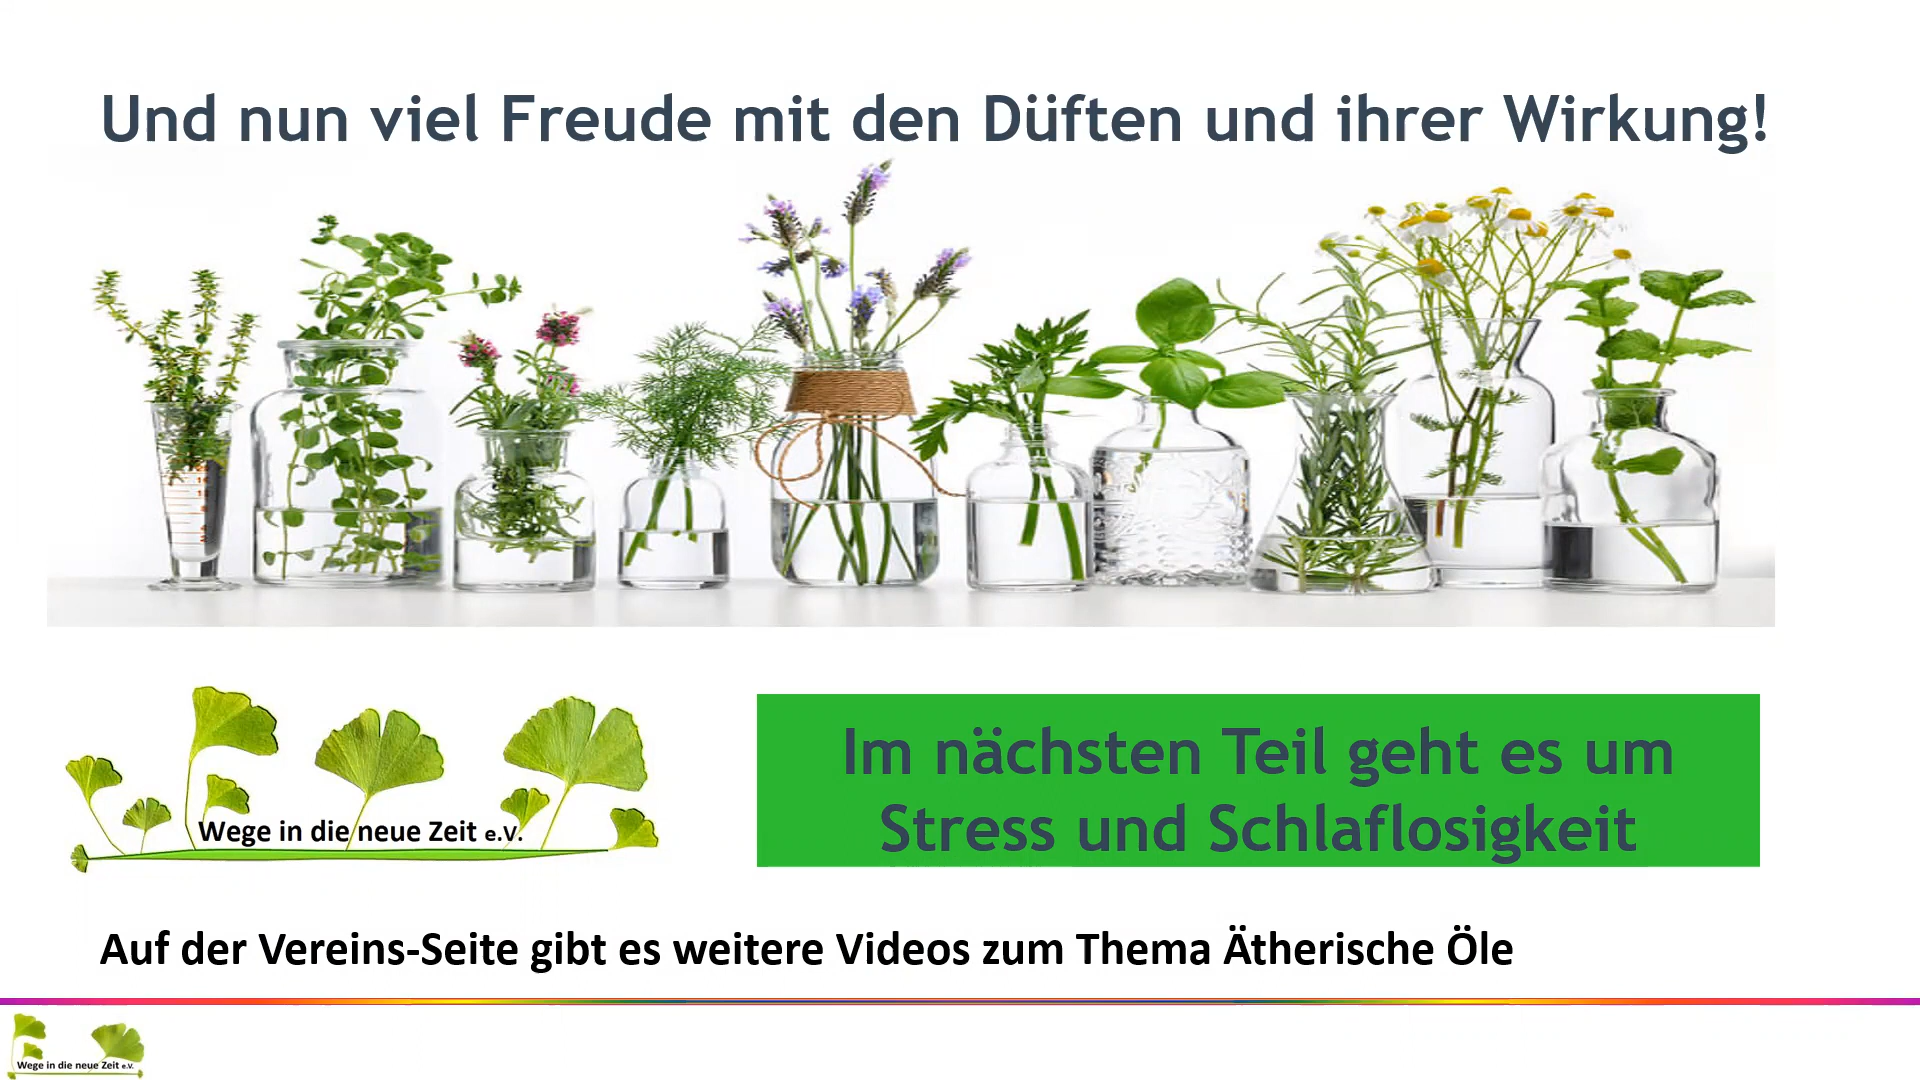 Und nun viel Freude mit den Düften und ihrer Wirkung!
Wege in die neue Zeit e.V.
Im nächsten Teil geht es um
Stress und Schlaflosigkeit
Auf der Vereins-Seite gibt es weitere Videos zum Thema Ätherische Öle
Wege in die neue Zeit e.V.